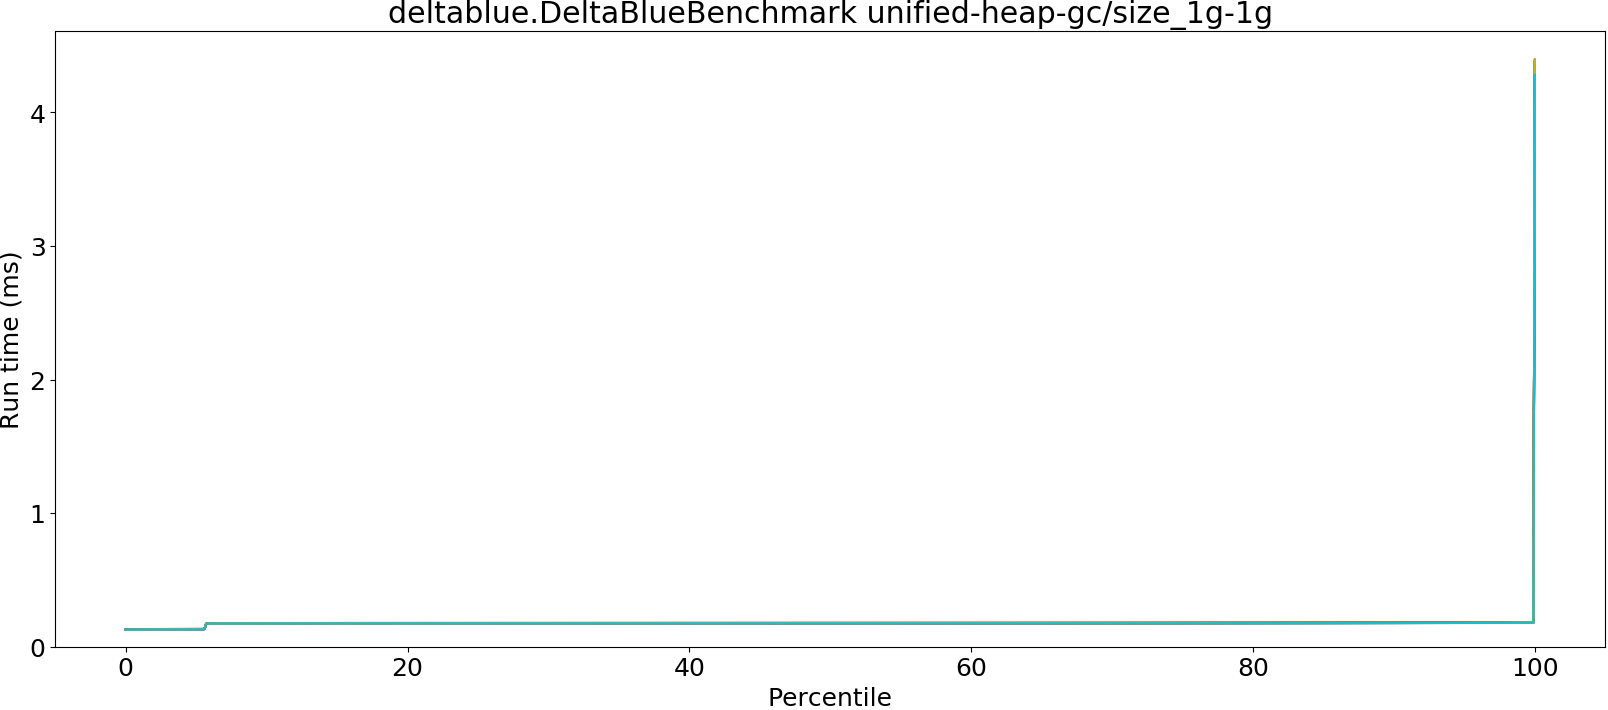 deltablue.DeltaBlueBenchmark unified-heap-gc/size_1g-1g
4
3
2
1
0
Run time (ms)
0 20 40 60 80 100
Percentile